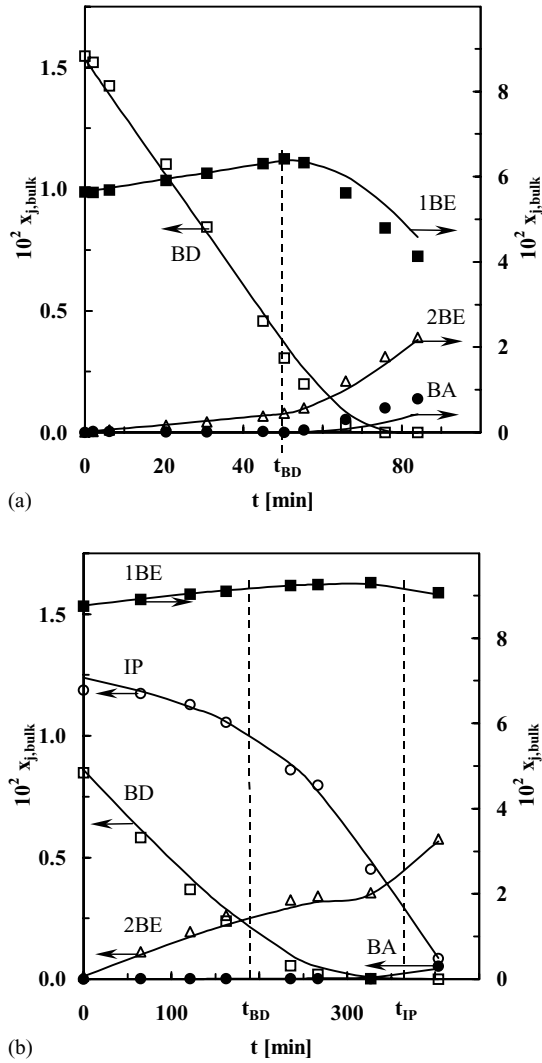 1.5
1.0
0.5
0.0
8
6
4
2
0
10² x_j,bulk
10² x_j,bulk
BD
1BE
2BE
BA
0
20
40
t_BD
80
t [min]
(a)
1.5
1.0
0.5
0.0
8
6
4
2
0
10² x_j,bulk
10² x_j,bulk
1BE
IP
BD
2BE
BA
0
100
t_BD
300
t_IP
t [min]
(b)